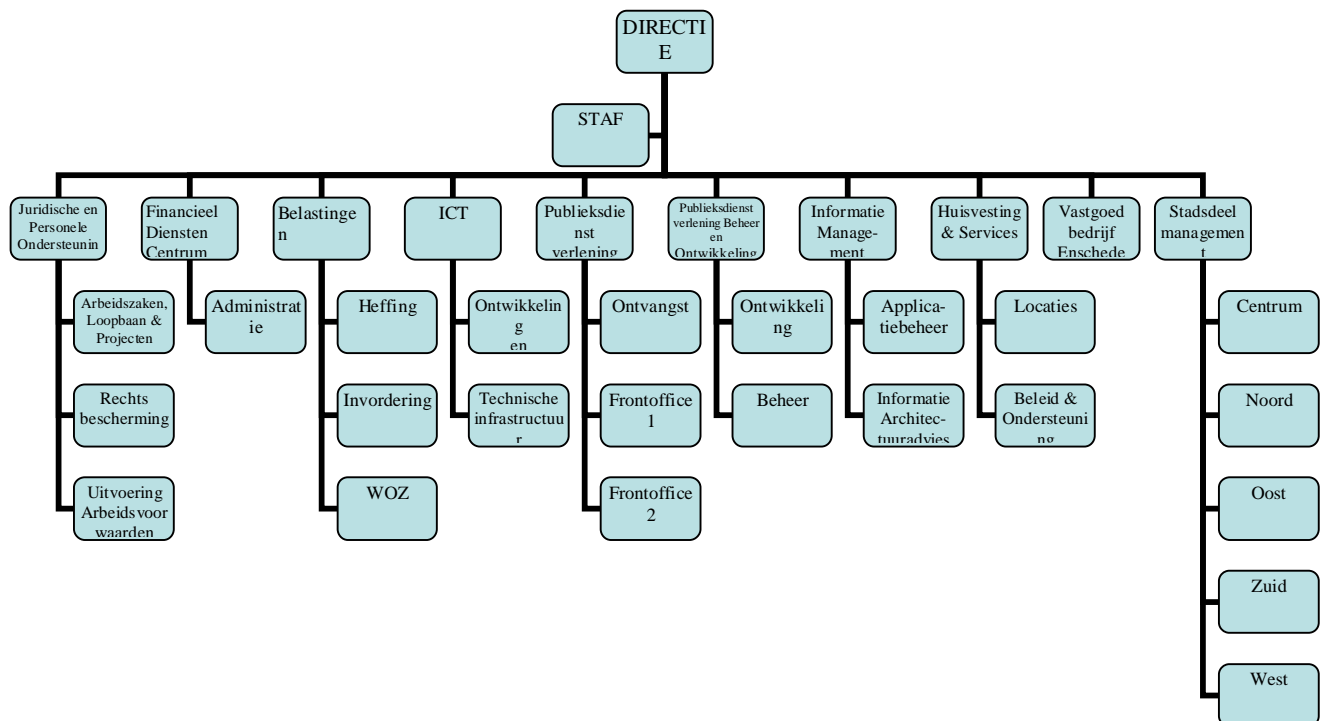 DIRECTI
E
STAF
Juridische en
Personele
Ondersteunin
Financieel
Diensten
Centrum
Belastinge
n
ICT
Publieksdie
nst
verlening
Publieksdienst
verlening Beheer
en
Ontwikkeling
Informatie
Manage-
ment
Huisvesting
& Services
Vastgoed
bedrijf
Enschede
Stadsdeel
managemen
t
Arbeidszaken,
Loopbaan &
Projecten
Rechts
bescherming
Uitvoering
Arbeidsvoor
waarden
Administrat
ie
Heffing
Invordering
WOZ
Ontwikkelin
g
en
Technische
infrastructuu
r
Ontvangst
Frontoffice
1
Frontoffice
2
Ontwikkeli
ng
Beheer
Applica-
tiebeheer
Informatie
Architec-
tuuradvies
Locaties
Beleid &
Ondersteuni
ng
Centrum
Noord
Oost
Zuid
West